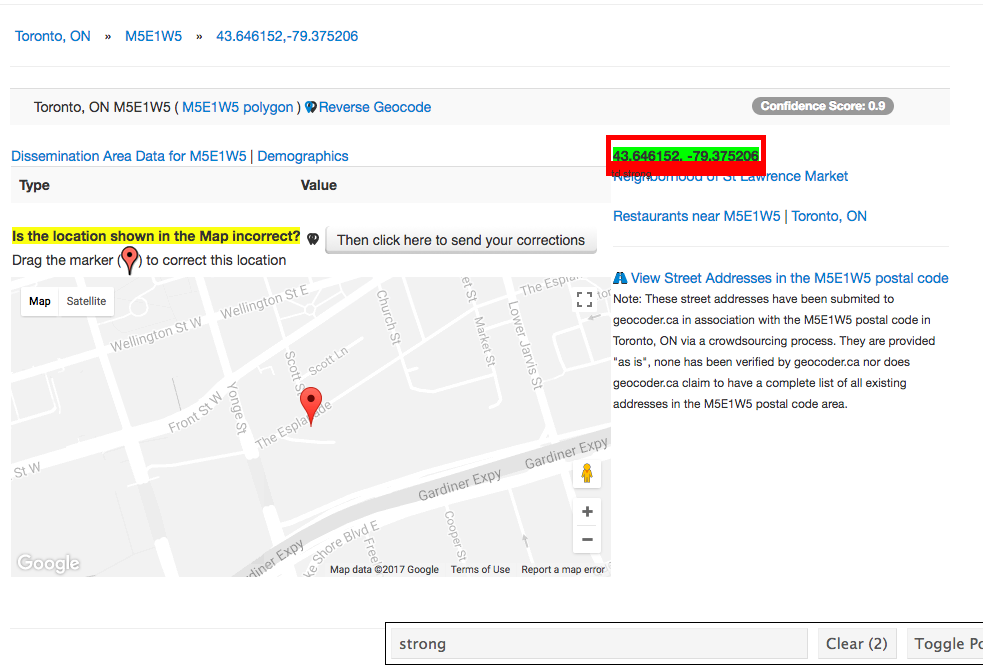 Toronto, ON » M5E1W5 » 43.646152,-79.375206
Toronto, ON M5E1W5 ( M5E1W5 polygon ) Reverse Geocode
Confidence Score: 0.9
Dissemination Area Data for M5E1W5 | Demographics
Type Value
Is the location shown in the Map incorrect?
Then click here to send your corrections
Drag the marker ( ) to correct this location
43.646152, -79.375206
Neighborhood of St Lawrence Market
Restaurants near M5E1W5 | Toronto, ON
View Street Addresses in the M5E1W5 postal code
Note: These street addresses have been submited to
geocoder.ca in association with the M5E1W5 postal code in
Toronto, ON via a crowdsourcing process. They are provided
"as is", none has been verified by geocoder.ca nor does
geocoder.ca claim to have a complete list of all existing
addresses in the M5E1W5 postal code area.
Map Satellite
Wellington St W
Wellington St E
Church St
et St
Market St
The Espla
Lower Jarvis St
Scott St
Scott Ln
Yonge St
Front St W
The Esplanade
St W
Gardiner Expy
Gardiner Expy
diner Expy
ke Shore Blvd E
Free
Cooper St
Google
Map data ©2017 Google Terms of Use Report a map error
strong
Clear (2)
Toggle Po